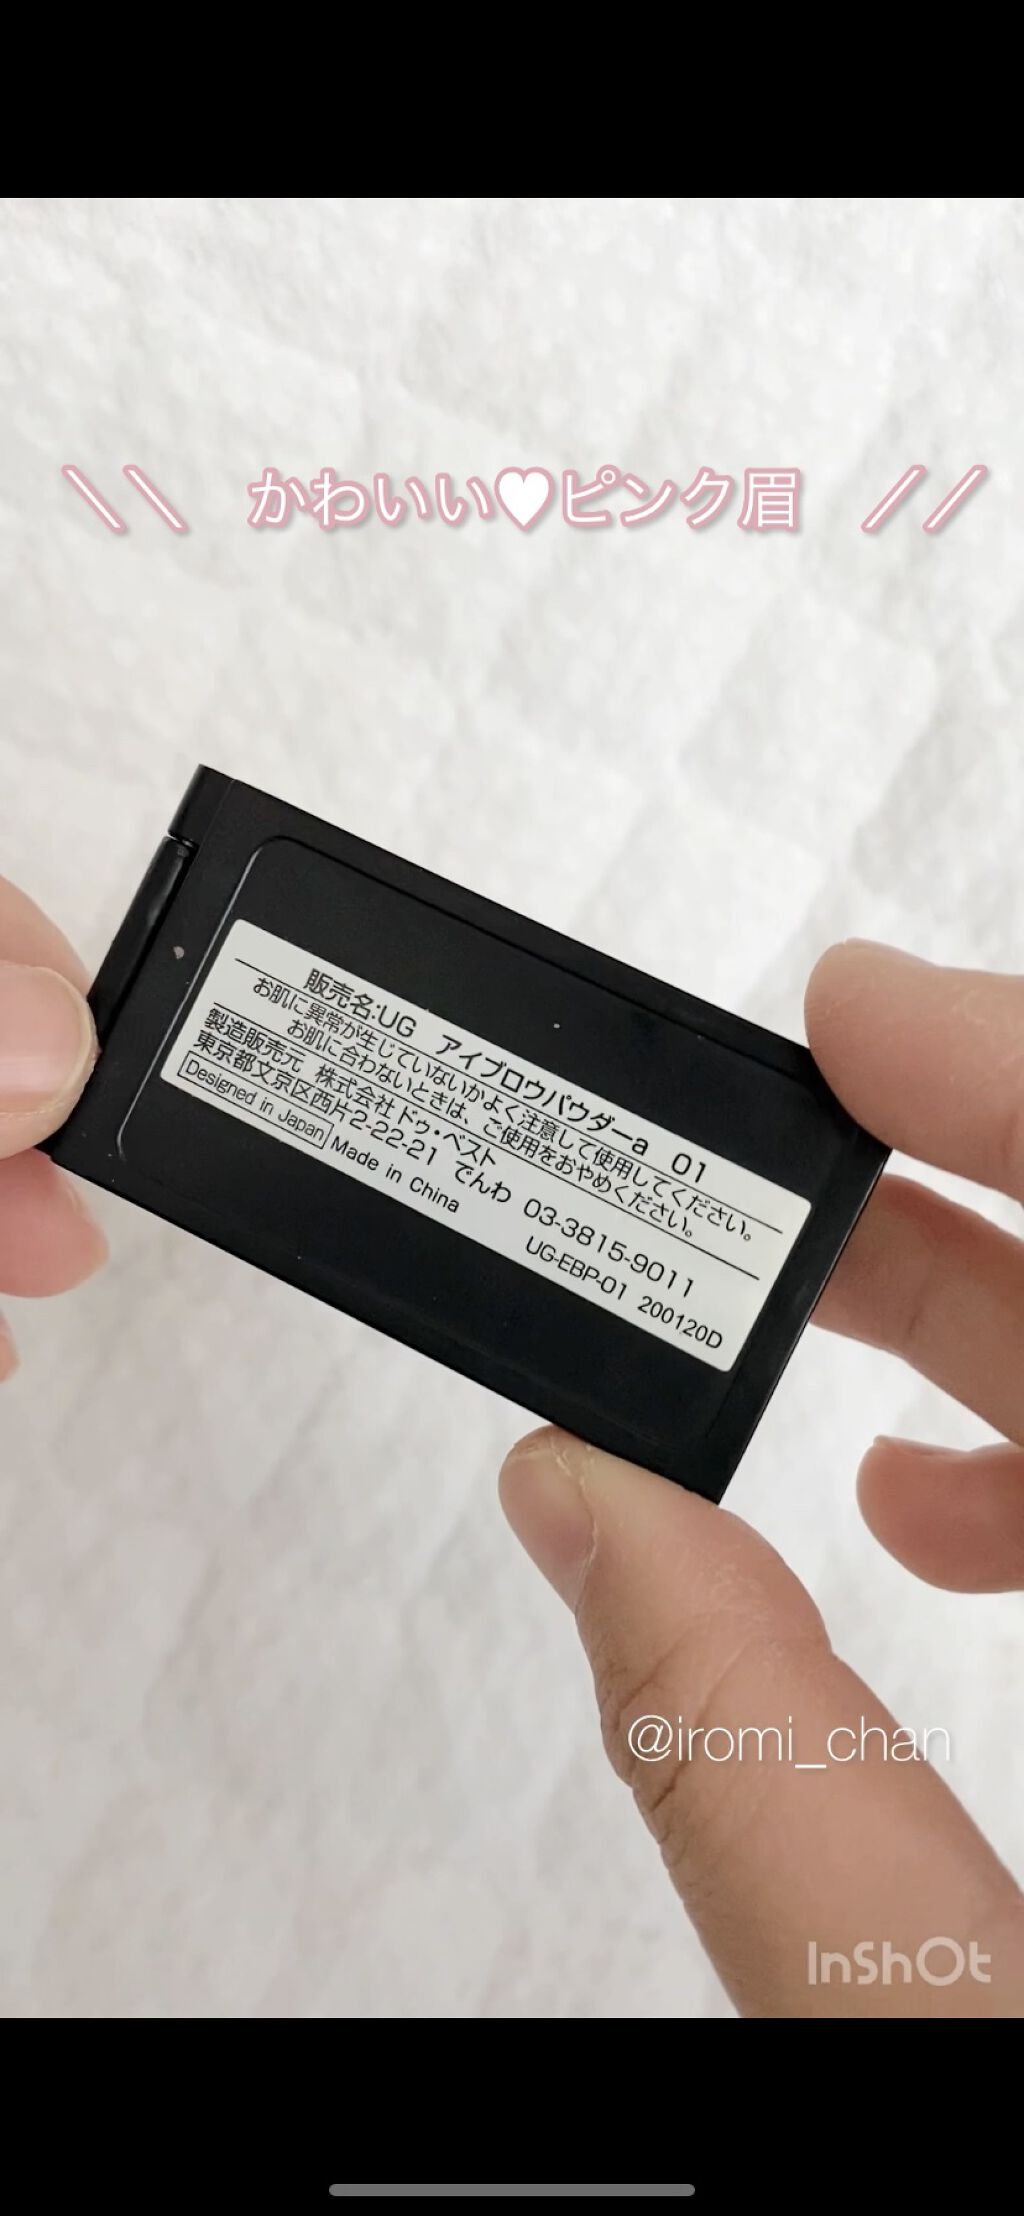 \\ かわいい♥ピンク眉 //
販売名:UG アイブロウパウダーa 01
お肌に異常が生じていないかよく注意して使用してください。
お肌に合わないときは、ご使用をおやめください。
製造販売元 株式会社ドゥ・ベスト
東京都文京区西片2-22-21 でんわ 03-3815-9011
Designed in Japan Made in China UG-EBP-01 200120D
@iromi_chan
InShOt